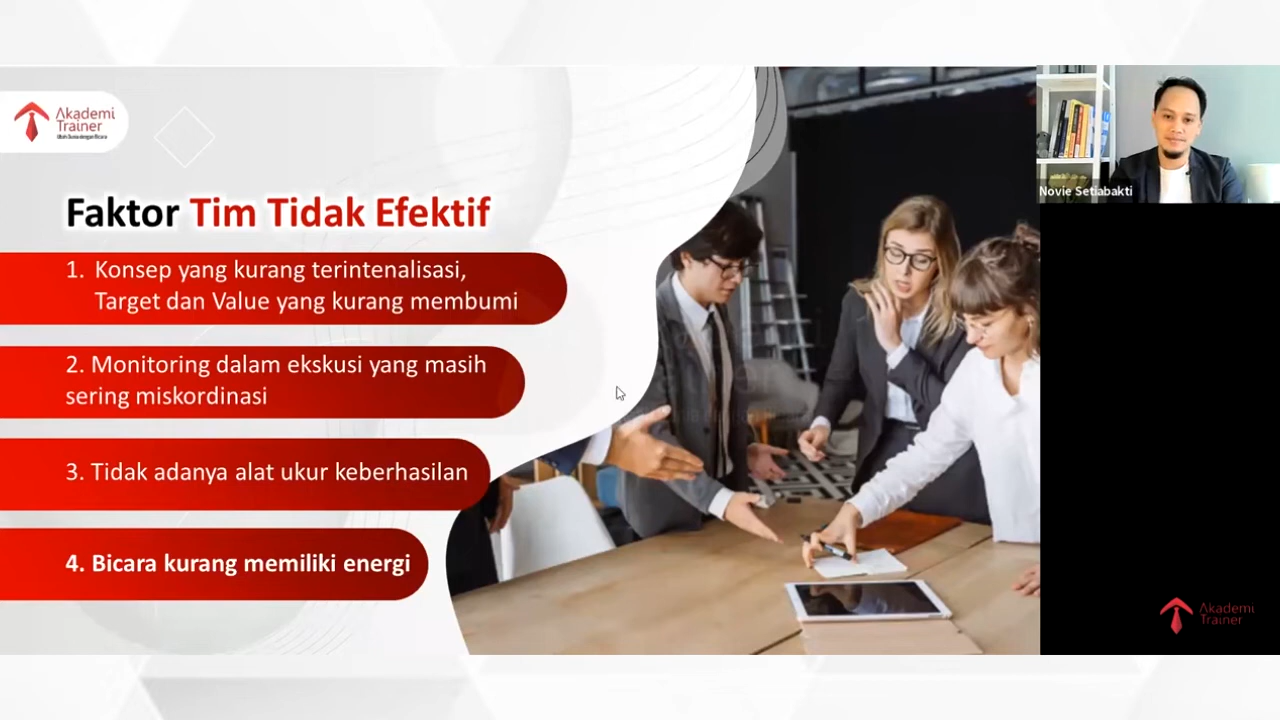 Akademi
Trainer
Novie Setiabakti
Faktor Tim Tidak Efektif
1. Konsep yang kurang terintenalisasi,
Target dan Value yang kurang membumi
2. Monitoring dalam ekskusi yang masih
sering miskordinasi
3. Tidak adanya alat ukur keberhasilan
4. Bicara kurang memiliki energi
Akademi
Trainer